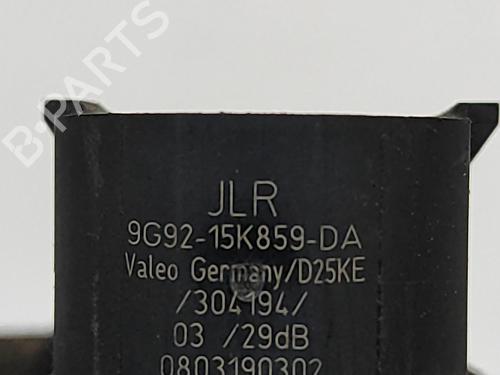 B-PARTS
JLR
9G92-15K859-DA
Valeo Germany/D25KE
/304194/
03 /29dB
0803190302